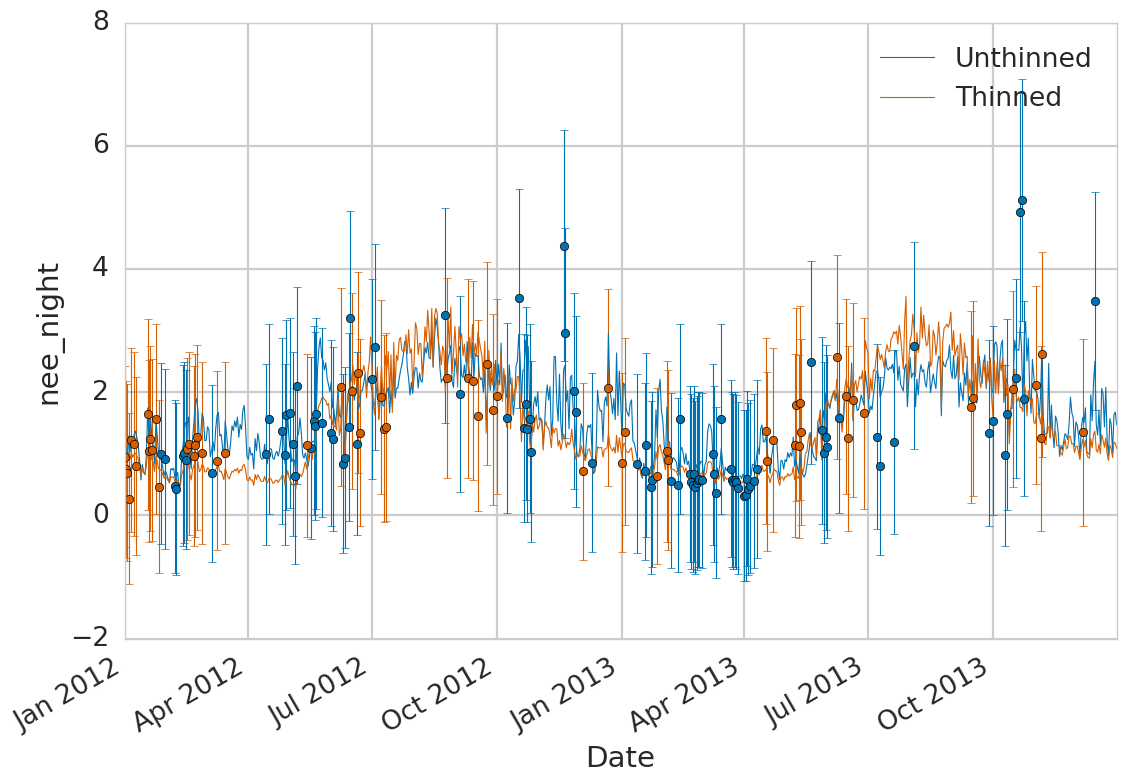 8
6
4
2
0
−2
nee_night
Unthinned
Thinned
Jan 2012
Apr 2012
Jul 2012
Oct 2012
Jan 2013
Apr 2013
Jul 2013
Oct 2013
Date